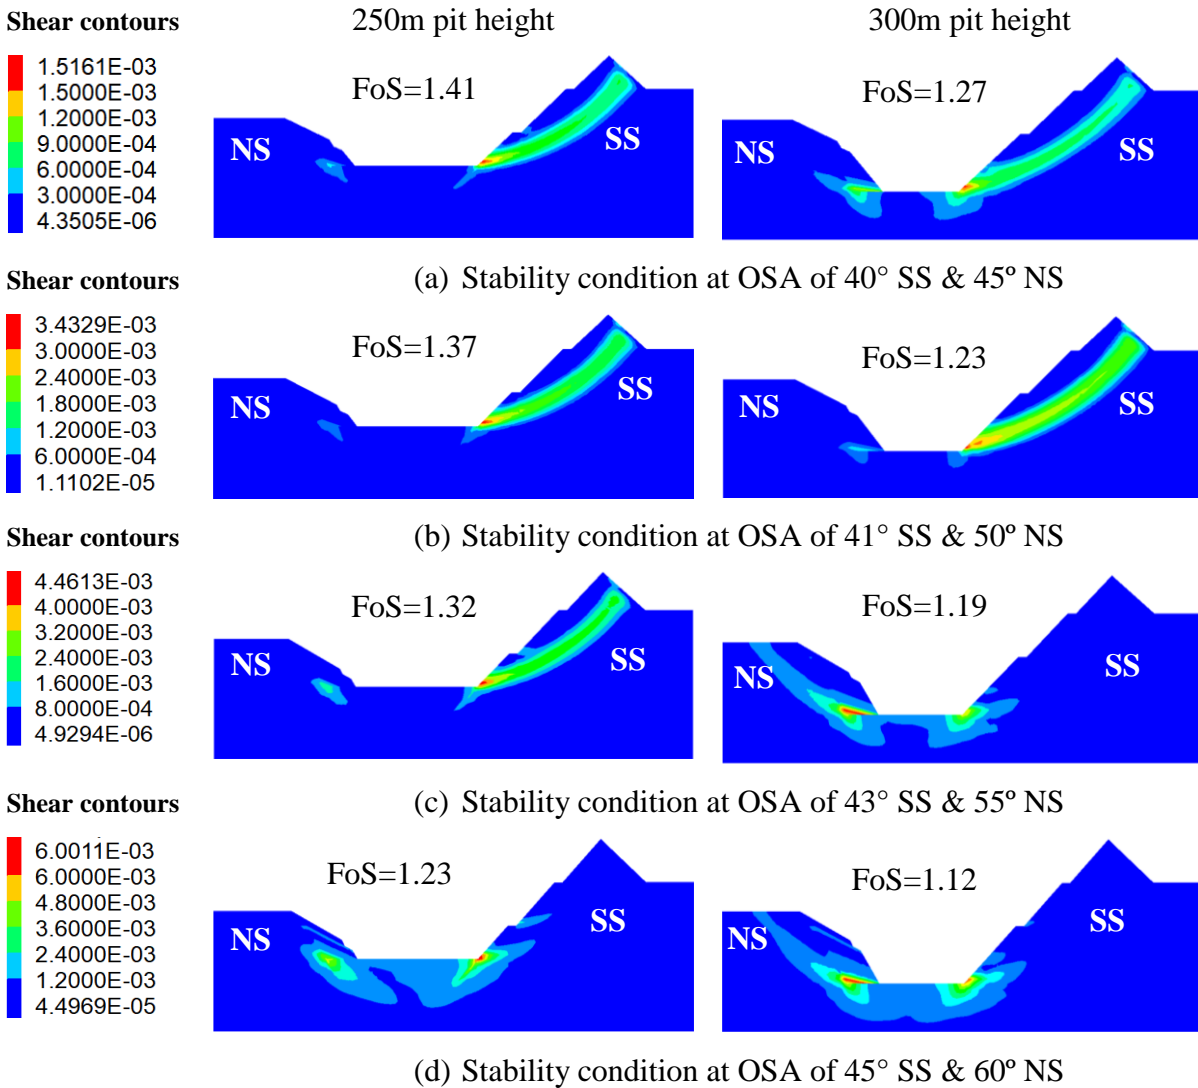 Shear contours
250m pit height
300m pit height
1.5161E-03
1.5000E-03
1.2000E-03
9.0000E-04
6.0000E-04
3.0000E-04
4.3505E-06
FoS=1.41
NS
SS
FoS=1.27
NS
SS
(a) Stability condition at OSA of 40° SS & 45º NS
Shear contours
3.4329E-03
3.0000E-03
2.4000E-03
1.8000E-03
1.2000E-03
6.0000E-04
1.1102E-05
FoS=1.37
NS
SS
FoS=1.23
NS
SS
(b) Stability condition at OSA of 41° SS & 50º NS
Shear contours
4.4613E-03
4.0000E-03
3.2000E-03
2.4000E-03
1.6000E-03
8.0000E-04
4.9294E-06
FoS=1.32
NS
SS
FoS=1.19
NS
SS
(c) Stability condition at OSA of 43° SS & 55º NS
Shear contours
6.0011E-03
6.0000E-03
4.8000E-03
3.6000E-03
2.4000E-03
1.2000E-03
4.4969E-05
FoS=1.23
NS
SS
FoS=1.12
NS
SS
(d) Stability condition at OSA of 45° SS & 60º NS